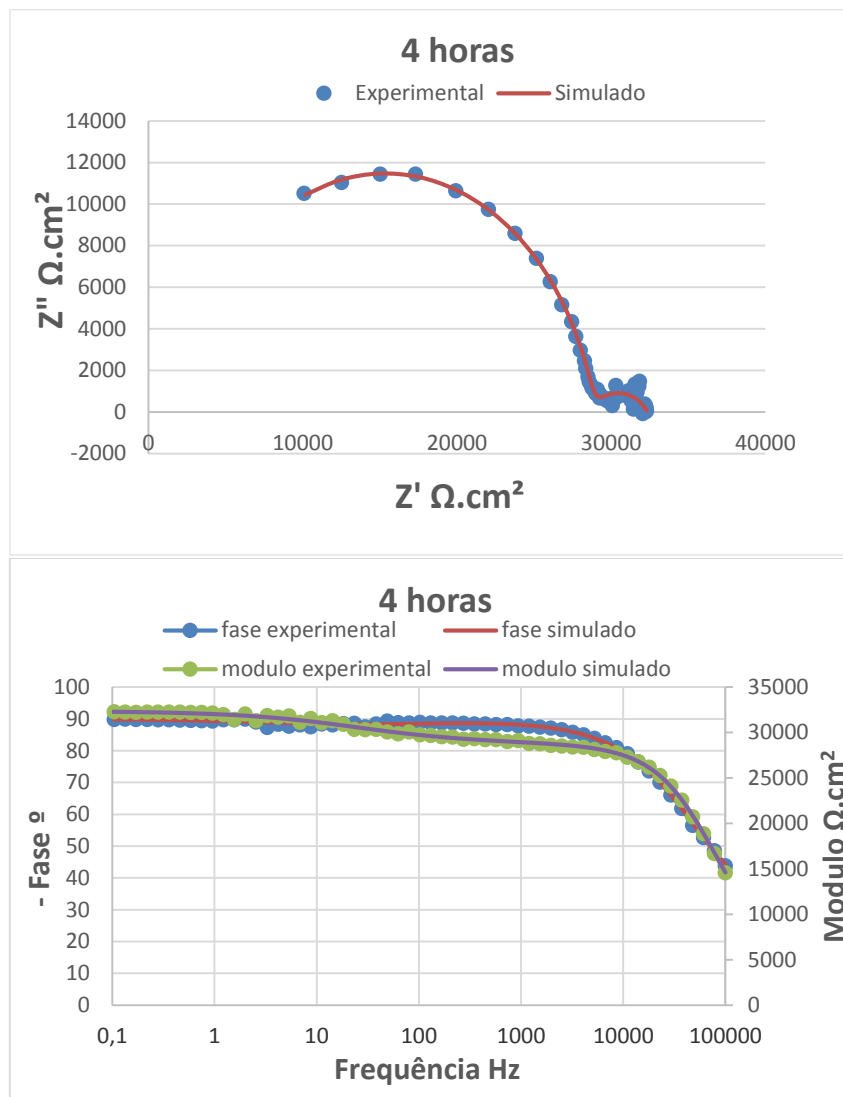 4 horas
Experimental Simulado
14000
12000
10000
8000
6000
4000
2000
0
-2000
0 10000 20000 30000 40000
Z'' Ω.cm²
Z' Ω.cm²
4 horas
fase experimental fase simulado
modulo experimental modulo simulado
100 35000
90 30000
80 25000
70 20000
60 15000
50 10000
40 5000
30 0
20
10
0
0,1 1 10 100 1000 10000 100000
- Fase º
Modulo Ω.cm²
Frequência Hz